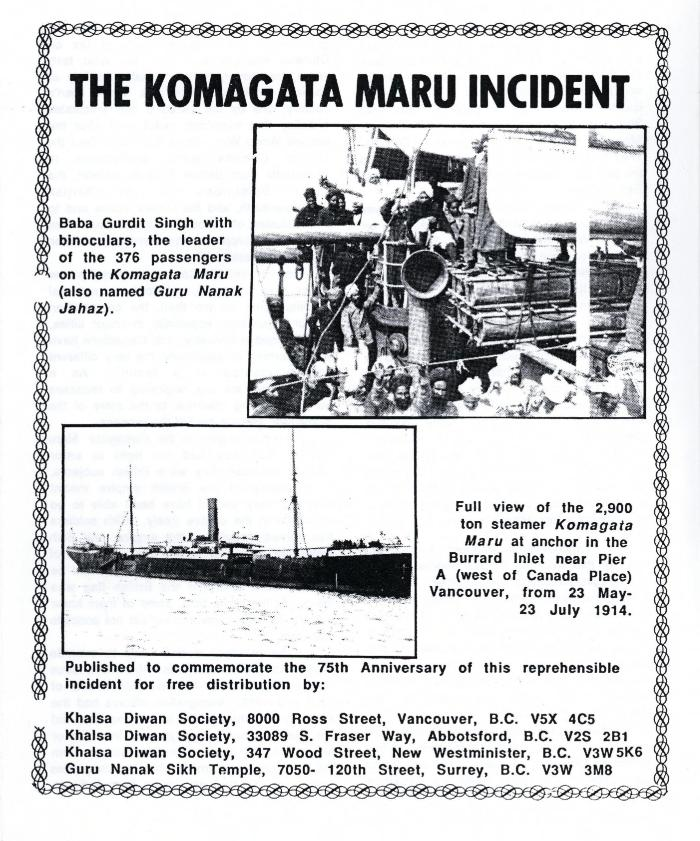 THE KOMAGATA MARU INCIDENT
Baba Gurdit Singh with
binoculars, the leader
of the 376 passengers
on the Komagata Maru
(also named Guru Nanak
Jahaz).
Full view of the 2,900
ton steamer Komagata
Maru at anchor in the
Burrard Inlet near Pier
A (west of Canada Place)
Vancouver, from 23 May-
23 July 1914.
Published to commemorate the 75th Anniversary of this reprehensible
incident for free distribution by:
Khalsa Diwan Society, 8000 Ross Street, Vancouver, B.C. V5X 4C5
Khalsa Diwan Society, 33089 S. Fraser Way, Abbotsford, B.C. V2S 2B1
Khalsa Diwan Society, 347 Wood Street, New Westminister, B.C. V3W 5K6
Guru Nanak Sikh Temple, 7050- 120th Street, Surrey, B.C. V3W 3M8